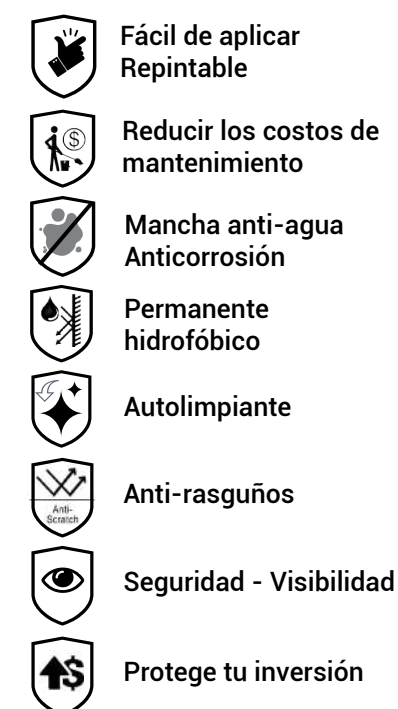 Fácil de aplicar
Repintable
$
Reducir los costos de
mantenimiento
Mancha anti-agua
Anticorrosión
Permanente
hidrofóbico
Autolimpiante
Anti-
Scratch
Anti-rasguños
Seguridad - Visibilidad
$
Protege tu inversión